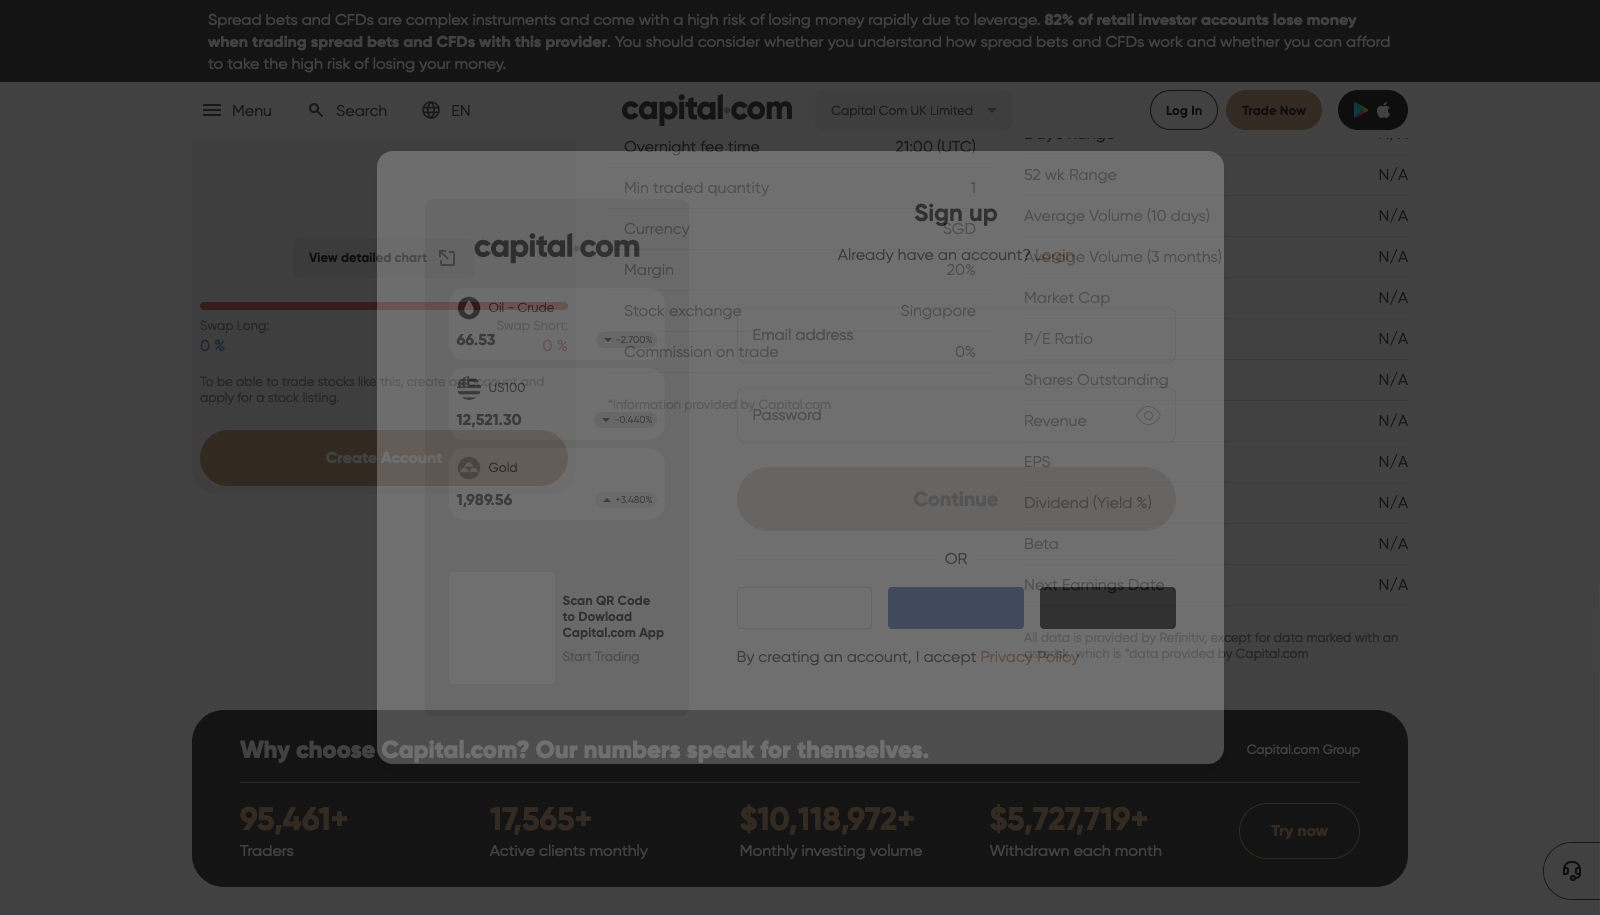 Spread bets and CFDs are complex instruments and come with a high risk of losing money rapidly due to leverage. 82% of retail investor accounts lose money
when trading spread bets and CFDs with this provider. You should consider whether you understand how spread bets and CFDs work and whether you can afford
to take the high risk of losing your money.
Menu
Search
EN
capital.com
Capital Com UK Limited
Log In
Trade Now
Overnight fee time 21:00 (UTC)
Min traded quantity 1
Currency SGD
Margin 20%
Stock exchange Singapore
Commission on trade 0%
*Information provided by Capital.com
Day's Range N/A
52 wk Range N/A
Average Volume (10 days) N/A
Average Volume (3 months) N/A
Market Cap N/A
P/E Ratio N/A
Shares Outstanding N/A
Revenue N/A
EPS N/A
Dividend (Yield %) N/A
Beta N/A
Next Earnings Date N/A
All data is provided by Refinitiv, except for data marked with an
asterisk, which is *data provided by Capital.com
View detailed chart
Swap Long:
0 %
Swap Short:
0 %
To be able to trade stocks like this, create an account and
apply for a stock listing.
Create Account
capital.com
Oil - Crude
66.53 -2.700%
US100
12,521.30 -0.440%
Gold
1,989.56 +3.480%
Scan QR Code
to Dowload
Capital.com App
Start Trading
Sign up
Already have an account? Login
Email address
Password
Continue
OR
By creating an account, I accept Privacy Policy
Why choose Capital.com? Our numbers speak for themselves.
Capital.com Group
95,461+
Traders
17,565+
Active clients monthly
$10,118,972+
Monthly investing volume
$5,727,719+
Withdrawn each month
Try now